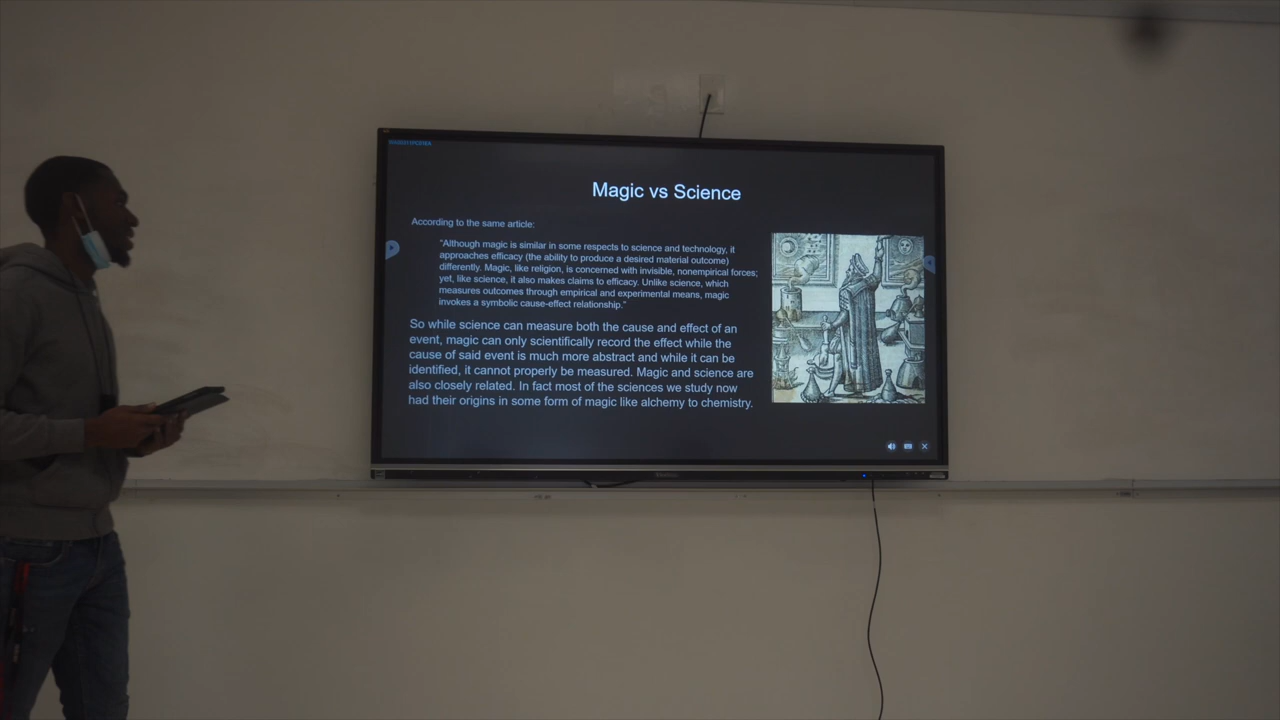 Magic vs Science
According to the same article:
"Although magic is similar in some respects to science and technology, it
approaches efficacy (the ability to produce a desired material outcome)
differently. Magic, like religion, is concerned with invisible, nonempirical forces;
yet, like science, it also makes claims to efficacy. Unlike science, which
measures outcomes through empirical and experimental means, magic
invokes a symbolic cause-effect relationship."
So while science can measure both the cause and effect of an
event, magic can only scientifically record the effect while the
cause of said event is much more abstract and while it can be
identified, it cannot properly be measured. Magic and science are
also closely related. In fact most of the sciences we study now
had their origins in some form of magic like alchemy to chemistry.